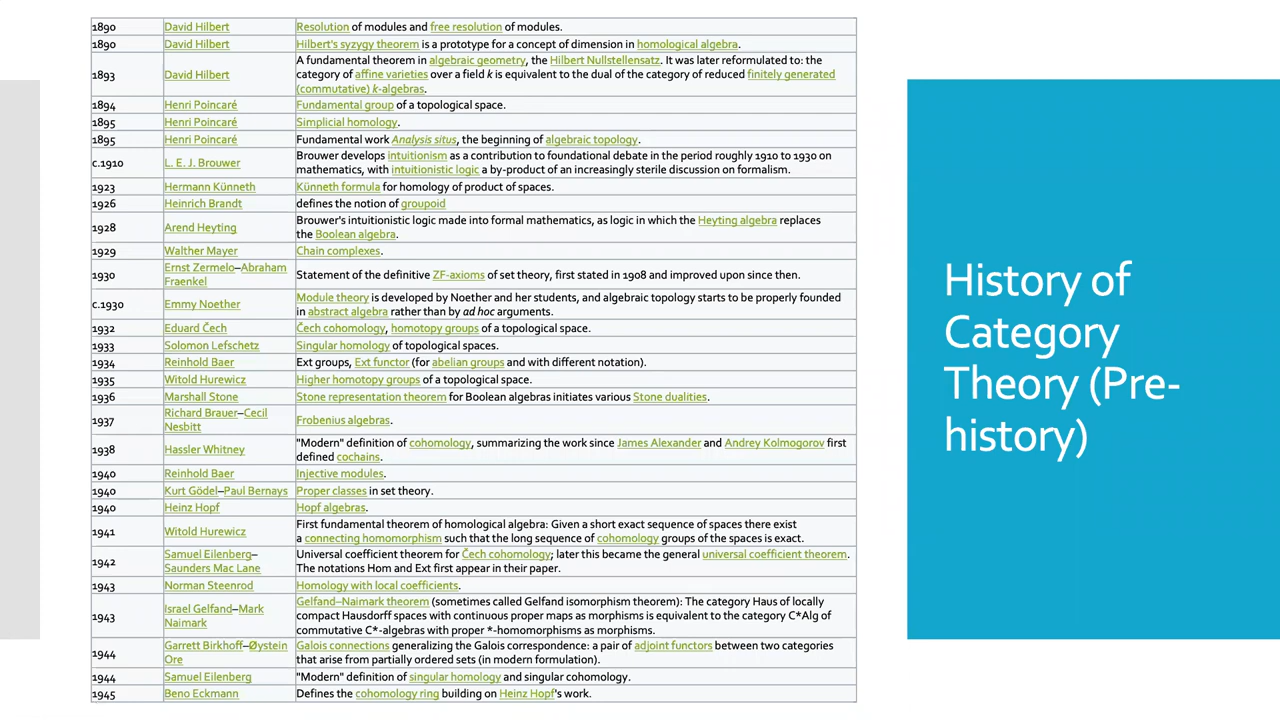 1890 David Hilbert Resolution of modules and free resolution of modules.
1890 David Hilbert Hilbert's syzygy theorem is a prototype for a concept of dimension in homological algebra.
1893 David Hilbert A fundamental theorem in algebraic geometry, the Hilbert Nullstellensatz. It was later reformulated to: the
category of affine varieties over a field k is equivalent to the dual of the category of reduced finitely generated
(commutative) k-algebras.
1894 Henri Poincaré Fundamental group of a topological space.
1895 Henri Poincaré Simplicial homology.
1895 Henri Poincaré Fundamental work Analysis situs, the beginning of algebraic topology.
c.1910 L. E. J. Brouwer Brouwer develops intuitionism as a contribution to foundational debate in the period roughly 1910 to 1930 on
mathematics, with intuitionistic logic a by-product of an increasingly sterile discussion on formalism.
1923 Hermann Künneth Künneth formula for homology of product of spaces.
1926 Heinrich Brandt defines the notion of groupoid
1928 Arend Heyting Brouwer's intuitionistic logic made into formal mathematics, as logic in which the Heyting algebra replaces
the Boolean algebra.
1929 Walther Mayer Chain complexes.
1930 Ernst Zermelo–Abraham
Fraenkel Statement of the definitive ZF-axioms of set theory, first stated in 1908 and improved upon since then.
c.1930 Emmy Noether Module theory is developed by Noether and her students, and algebraic topology starts to be properly founded
in abstract algebra rather than by ad hoc arguments.
1932 Eduard Čech Čech cohomology, homotopy groups of a topological space.
1933 Solomon Lefschetz Singular homology of topological spaces.
1934 Reinhold Baer Ext groups, Ext functor (for abelian groups and with different notation).
1935 Witold Hurewicz Higher homotopy groups of a topological space.
1936 Marshall Stone Stone representation theorem for Boolean algebras initiates various Stone dualities.
1937 Richard Brauer–Cecil
Nesbitt Frobenius algebras.
1938 Hassler Whitney "Modern" definition of cohomology, summarizing the work since James Alexander and Andrey Kolmogorov first
defined cochains.
1940 Reinhold Baer Injective modules.
1940 Kurt Gödel–Paul Bernays Proper classes in set theory.
1940 Heinz Hopf Hopf algebras.
1941 Witold Hurewicz First fundamental theorem of homological algebra: Given a short exact sequence of spaces there exist
a connecting homomorphism such that the long sequence of cohomology groups of the spaces is exact.
1942 Samuel Eilenberg–
Saunders Mac Lane Universal coefficient theorem for Čech cohomology; later this became the general universal coefficient theorem.
The notations Hom and Ext first appear in their paper.
1943 Norman Steenrod Homology with local coefficients.
1943 Israel Gelfand–Mark
Naimark Gelfand–Naimark theorem (sometimes called Gelfand isomorphism theorem): The category Haus of locally
compact Hausdorff spaces with continuous proper maps as morphisms is equivalent to the category C*Alg of
commutative C*-algebras with proper *-homomorphisms as morphisms.
1944 Garrett Birkhoff–Øystein
Ore Galois connections generalizing the Galois correspondence: a pair of adjoint functors between two categories
that arise from partially ordered sets (in modern formulation).
1944 Samuel Eilenberg "Modern" definition of singular homology and singular cohomology.
1945 Beno Eckmann Defines the cohomology ring building on Heinz Hopf's work.
History of
Category
Theory (Pre-
history)